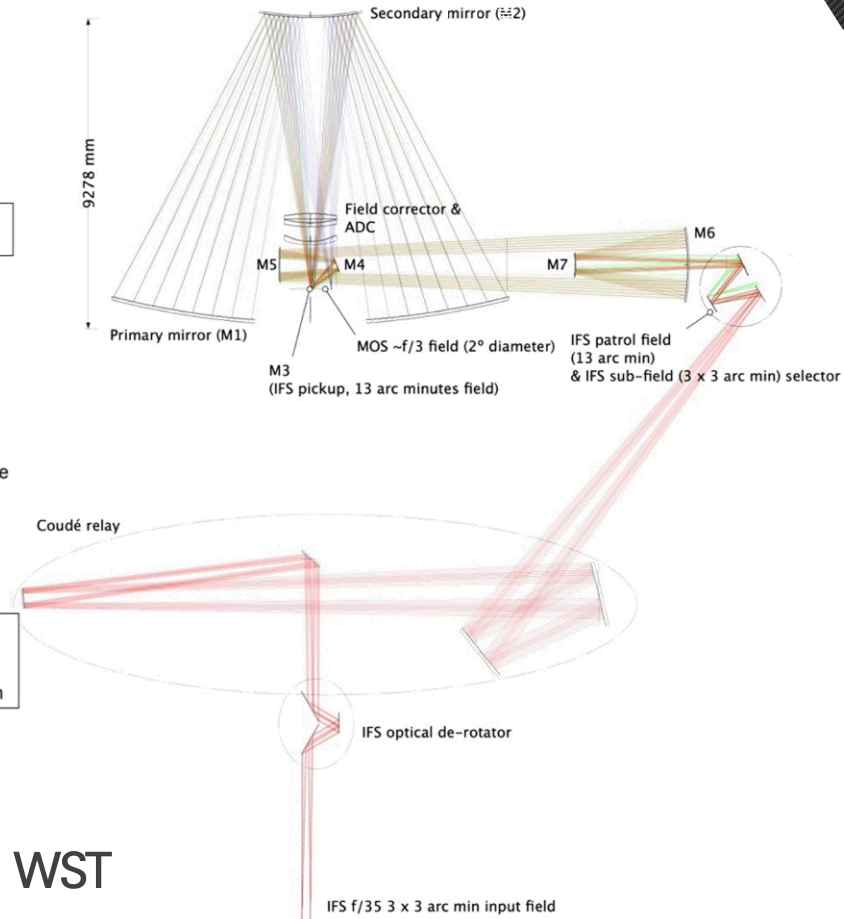 Secondary mirror (M2)
9278 mm
Field corrector &
ADC
M5
M4
M7
M6
Primary mirror (M1)
MOS ~f/3 field (2° diameter)
M3
(IFS pickup, 13 arc minutes field)
IFS patrol field
(13 arc min)
& IFS sub-field (3 x 3 arc min) selector
e
Coudé relay
n
IFS optical de-rotator
WST
IFS f/35 3 x 3 arc min input field